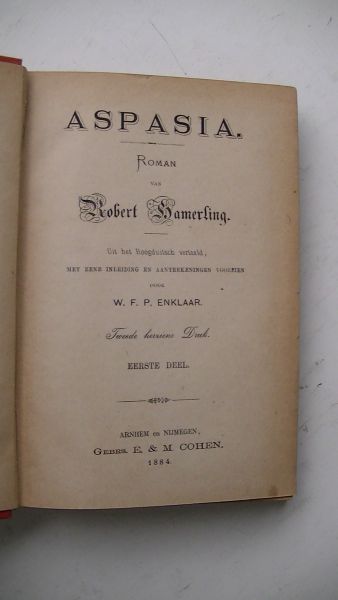 ASPASIA.
ROMAN
VAN
Robert Hamerling.
Uit het Hoogduitsch vertaald,
MET EENE INLEIDING EN AANTEEKENINGEN VOORZIEN
DOOR
W. F. P. ENKLAAR.
Tweede herziene Druk.
EERSTE DEEL.
ARNHEM en NIJMEGEN,
GEBRS. E. & M. COHEN.
1884.